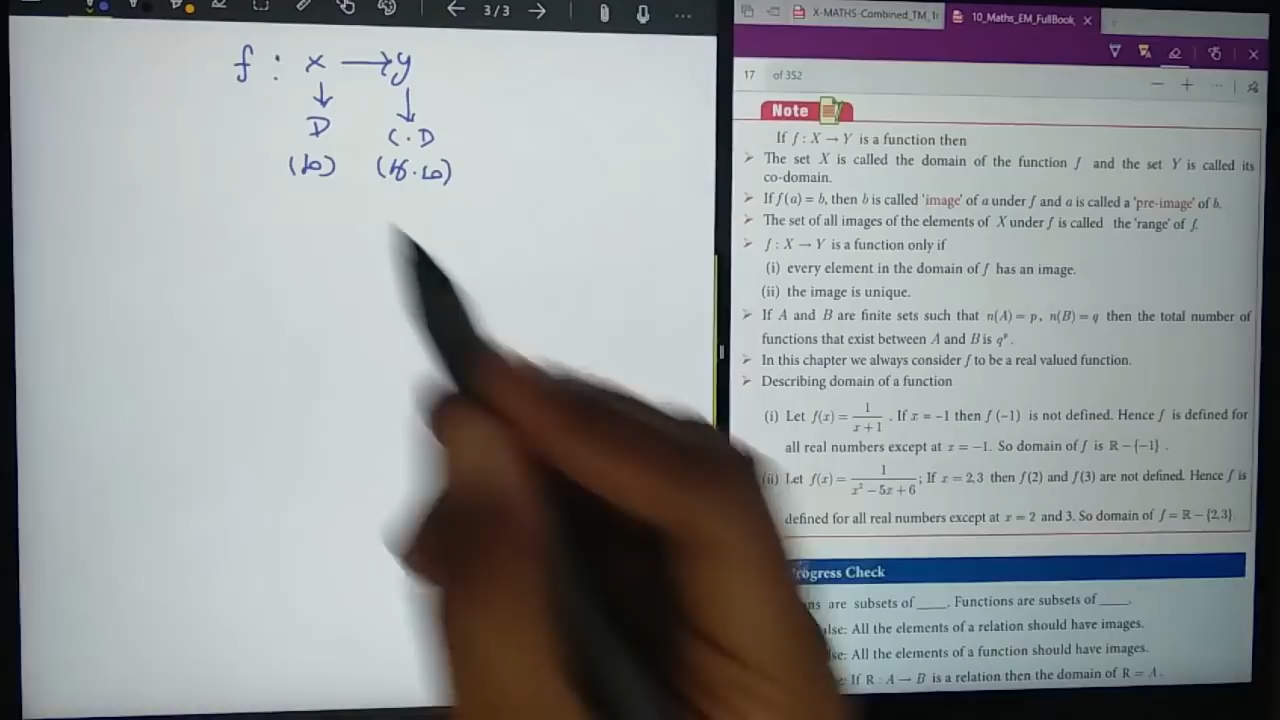 3/3
X-MATHS-Combined_TM_1
10_Maths_EM_FullBook_
f : x → y
D C.D
17 of 352
Note
If f : X → Y is a function then
➢ The set X is called the domain of the function f and the set Y is called its
co-domain.
➢ If f(a) = b, then b is called 'image' of a under f and a is called a 'pre-image' of b.
➢ The set of all images of the elements of X under f is called the 'range' of f.
➢ f : X → Y is a function only if
(i) every element in the domain of f has an image.
(ii) the image is unique.
➢ If A and B are finite sets such that n(A) = p, n(B) = q then the total number of
functions that exist between A and B is qᵖ.
➢ In this chapter we always consider f to be a real valued function.
➢ Describing domain of a function
(i) Let f(x) = 1/(x+1). If x = −1 then f(−1) is not defined. Hence f is defined for
all real numbers except at x = −1. So domain of f is ℝ − {−1}.
(ii) Let f(x) = 1/(x² − 5x + 6); If x = 2,3 then f(2) and f(3) are not defined. Hence f is
defined for all real numbers except at x = 2 and 3. So domain of f = ℝ − {2,3}.
rogress Check
ns are subsets of ____. Functions are subsets of ____.
lse: All the elements of a relation should have images.
lse: All the elements of a function should have images.
If R : A → B is a relation then the domain of R = A.